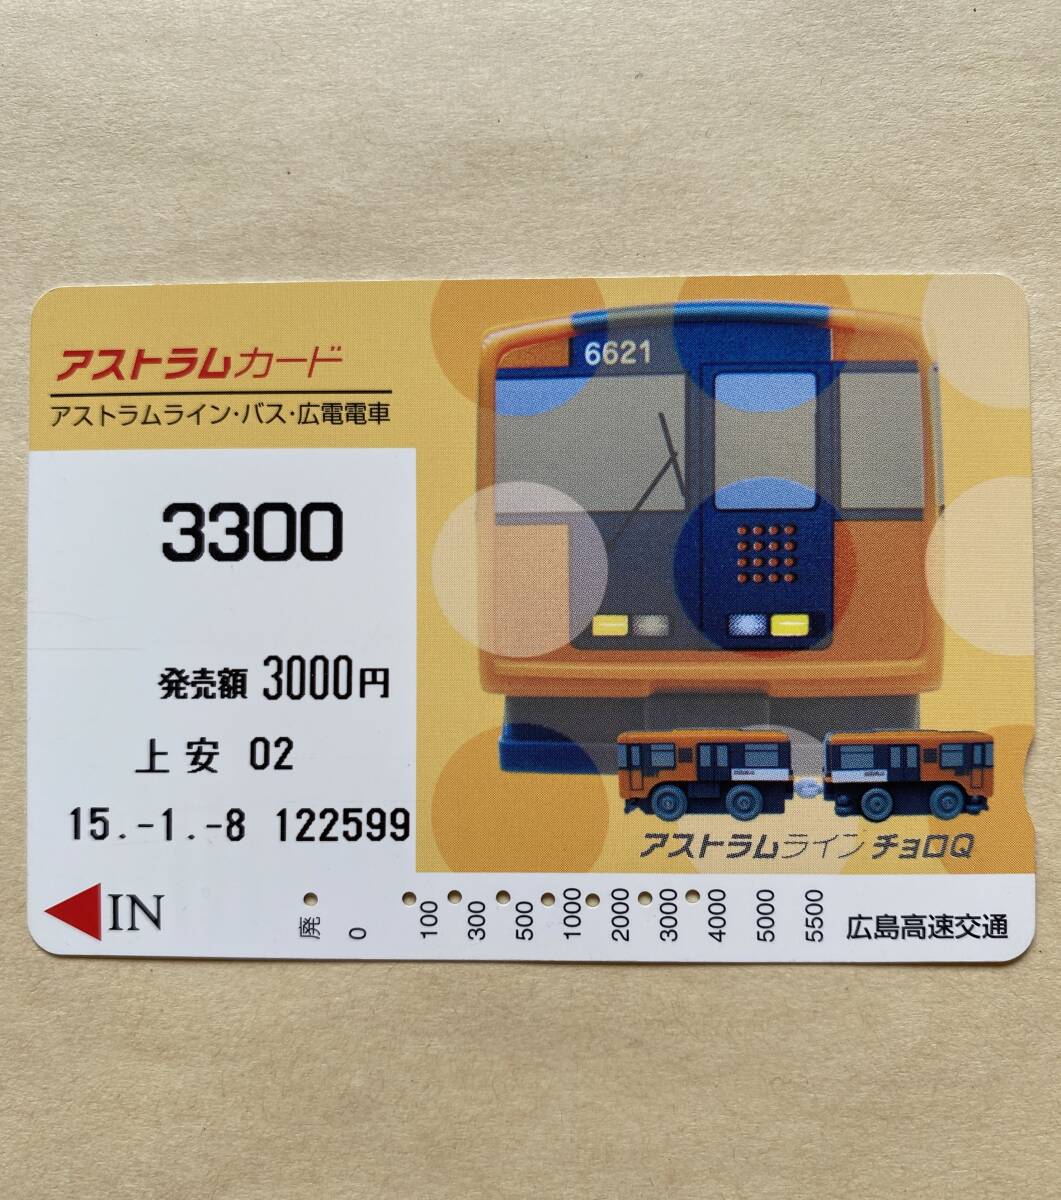 アストラムカード
アストラムライン・バス・広電電車
6621
3300
発売額 3000円
上安 02
15.-1.-8 122599
アストラムライン チョロQ
IN
廃 0 100 300 500 1000 2000 3000 4000 5000 5500
広島高速交通